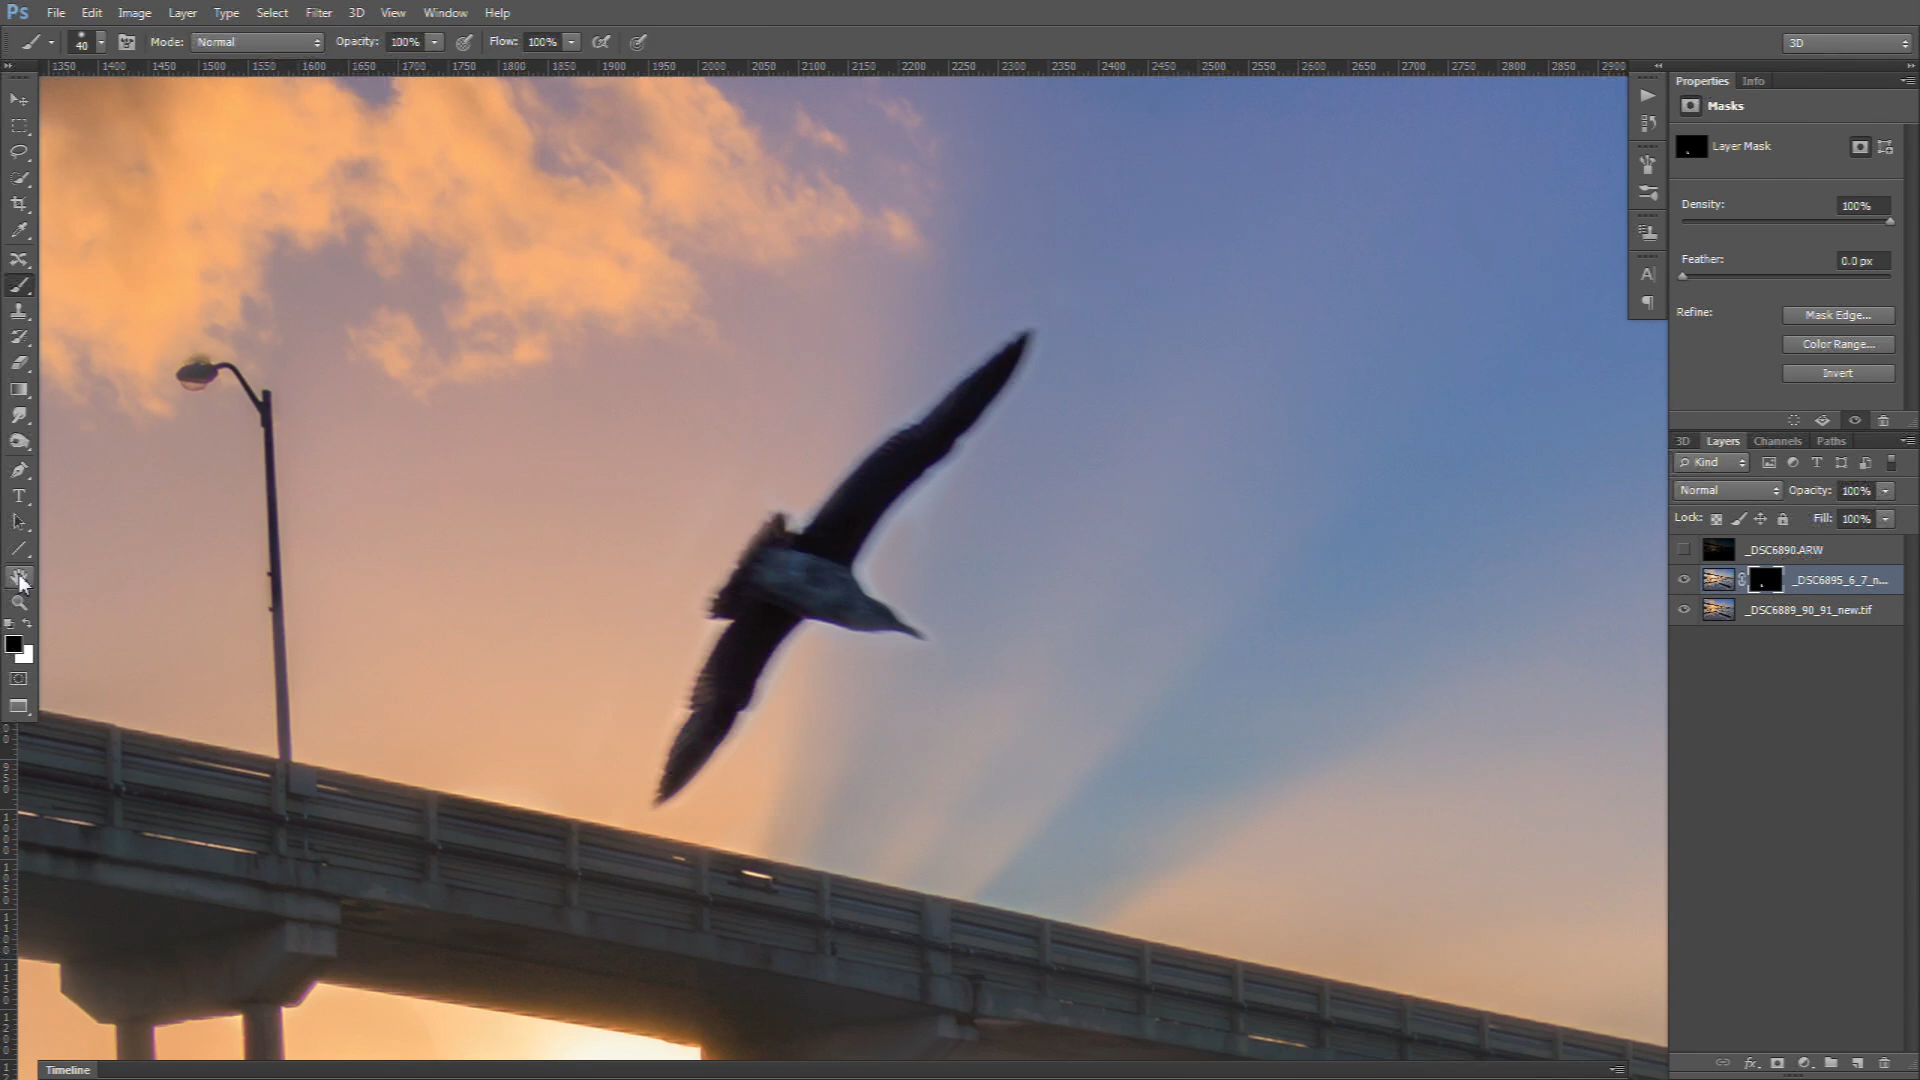 Ps File Edit Image Layer Type Select Filter 3D View Window Help
40 Mode: Normal Opacity: 100% Flow: 100% 3D
1350 1400 1450 1500 1550 1600 1650 1700 1750 1800 1850 1900 1950 2000 2050 2100 2150 2200 2250 2300 2350 2400 2450 2500 2550 2600 2650 2700 2750 2800 2850 2900
Properties Info
Masks
Layer Mask
Density: 100%
Feather: 0.0 px
Refine: Mask Edge...
Color Range...
Invert
3D Layers Channels Paths
Kind
Normal Opacity: 100%
Lock: Fill: 100%
_DSC6890.ARW
_DSC6895_6_7_n...
_DSC6889_90_91_new.tif
Timeline